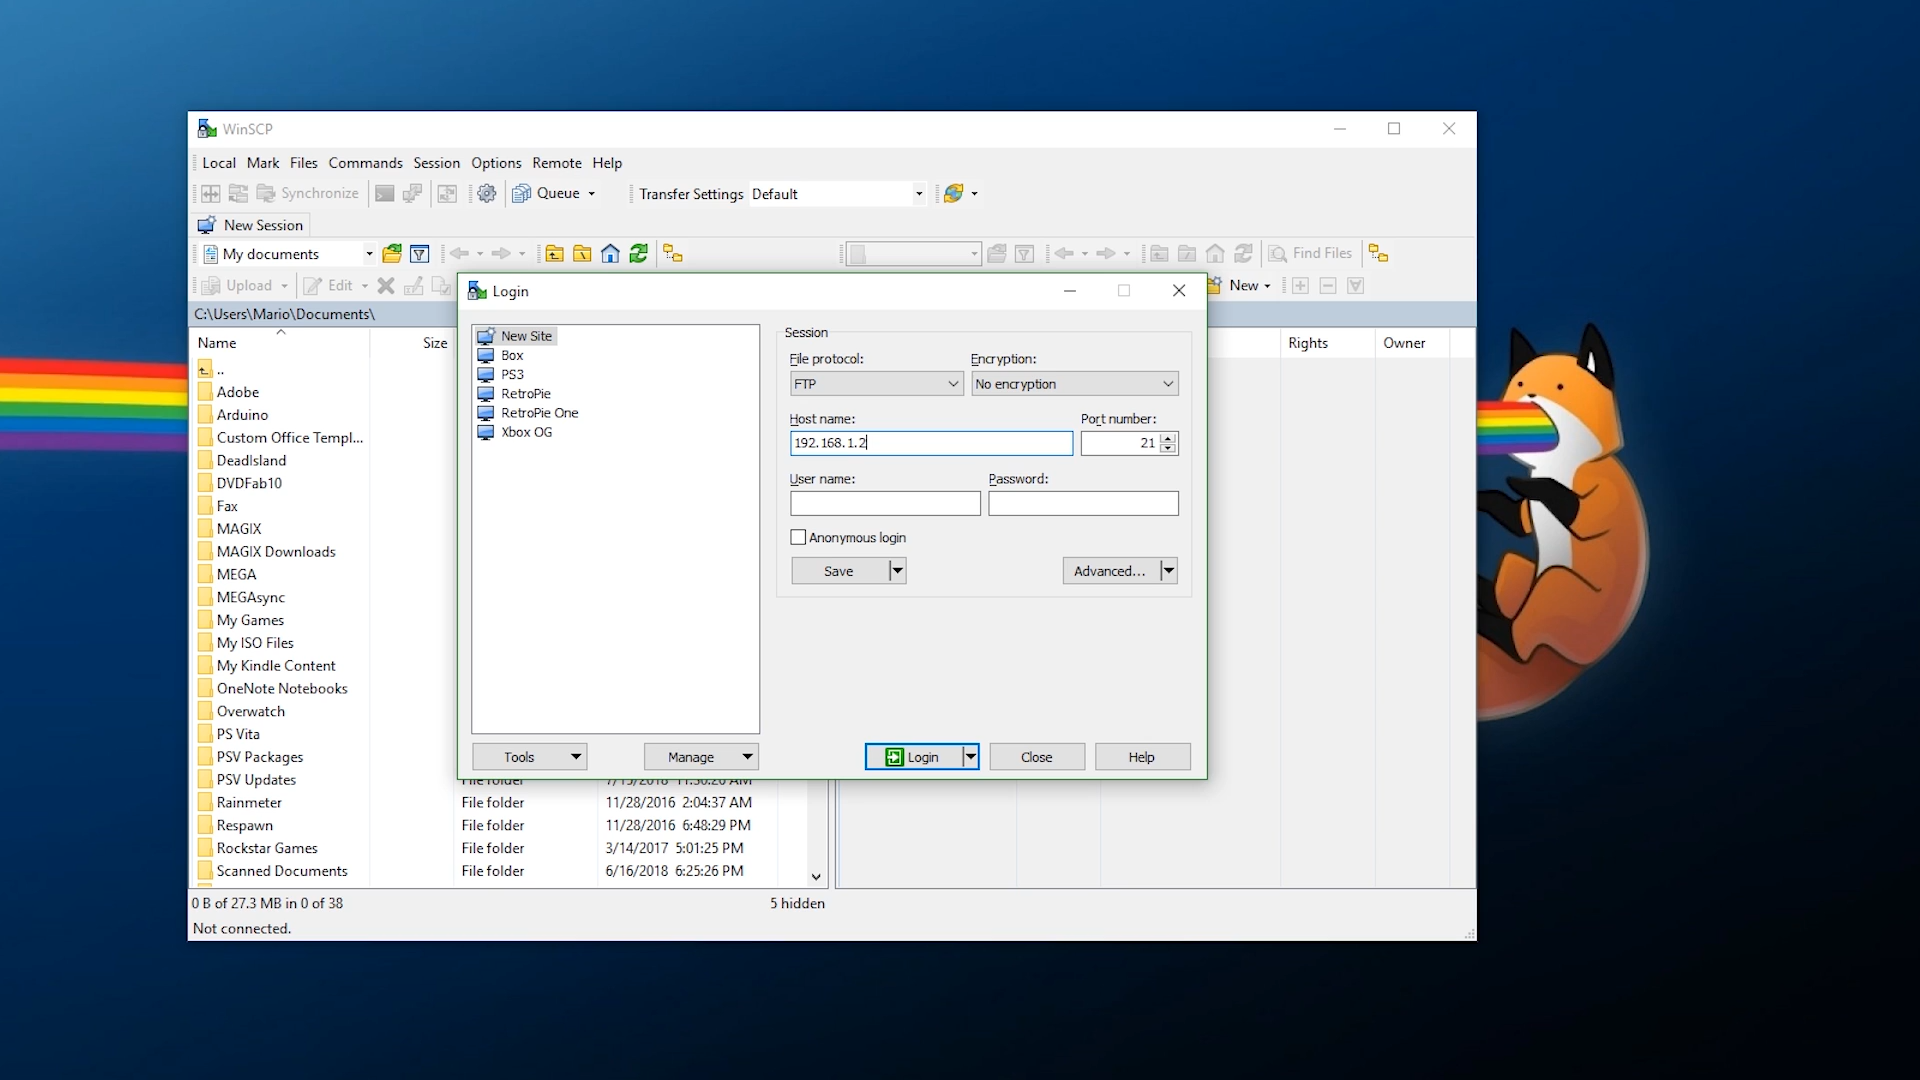 WinSCP
Local Mark Files Commands Session Options Remote Help
Synchronize Queue Transfer Settings Default
New Session
My documents Find Files
Upload Edit New
C:\Users\Mario\Documents\
Name Size Rights Owner
..
Adobe
Arduino
Custom Office Templ...
DeadIsland
DVDFab10
Fax
MAGIX
MAGIX Downloads
MEGA
MEGAsync
My Games
My ISO Files
My Kindle Content
OneNote Notebooks
Overwatch
PS Vita
PSV Packages
PSV Updates
Rainmeter File folder 11/28/2016 2:04:37 AM
Respawn File folder 11/28/2016 6:48:29 PM
Rockstar Games File folder 3/14/2017 5:01:25 PM
Scanned Documents File folder 6/16/2018 6:25:26 PM
0 B of 27.3 MB in 0 of 38 5 hidden
Not connected.
Login
New Site
Box
PS3
RetroPie
RetroPie One
Xbox OG
Session
File protocol: Encryption:
FTP No encryption
Host name: Port number:
192.168.1.2 21
User name: Password:
Anonymous login
Save Advanced...
Tools Manage Login Close Help